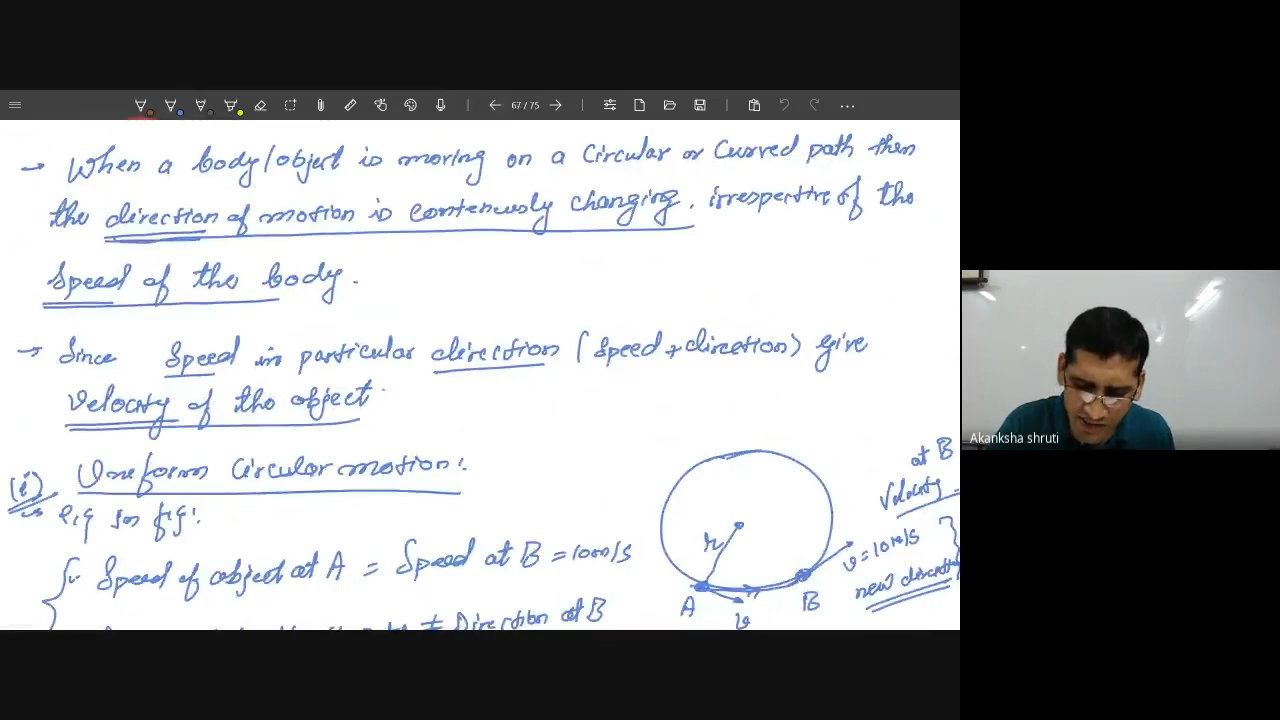 67 / 75
→ When a body/object is moving on a circular or curved path then
the direction of motion is contenuously changing. irrespective of the
Speed of the body.
→ Since Speed in particular direction (Speed + direction) give
velocity of the object.
(i) Uneform Circular motion:
e.g in fig:
Speed of object at A = Speed at B = 10m/s
≠ Direction at B
r
A
v
B
at B
Velocity =
v = 10m/s
new direction
Akanksha shruti